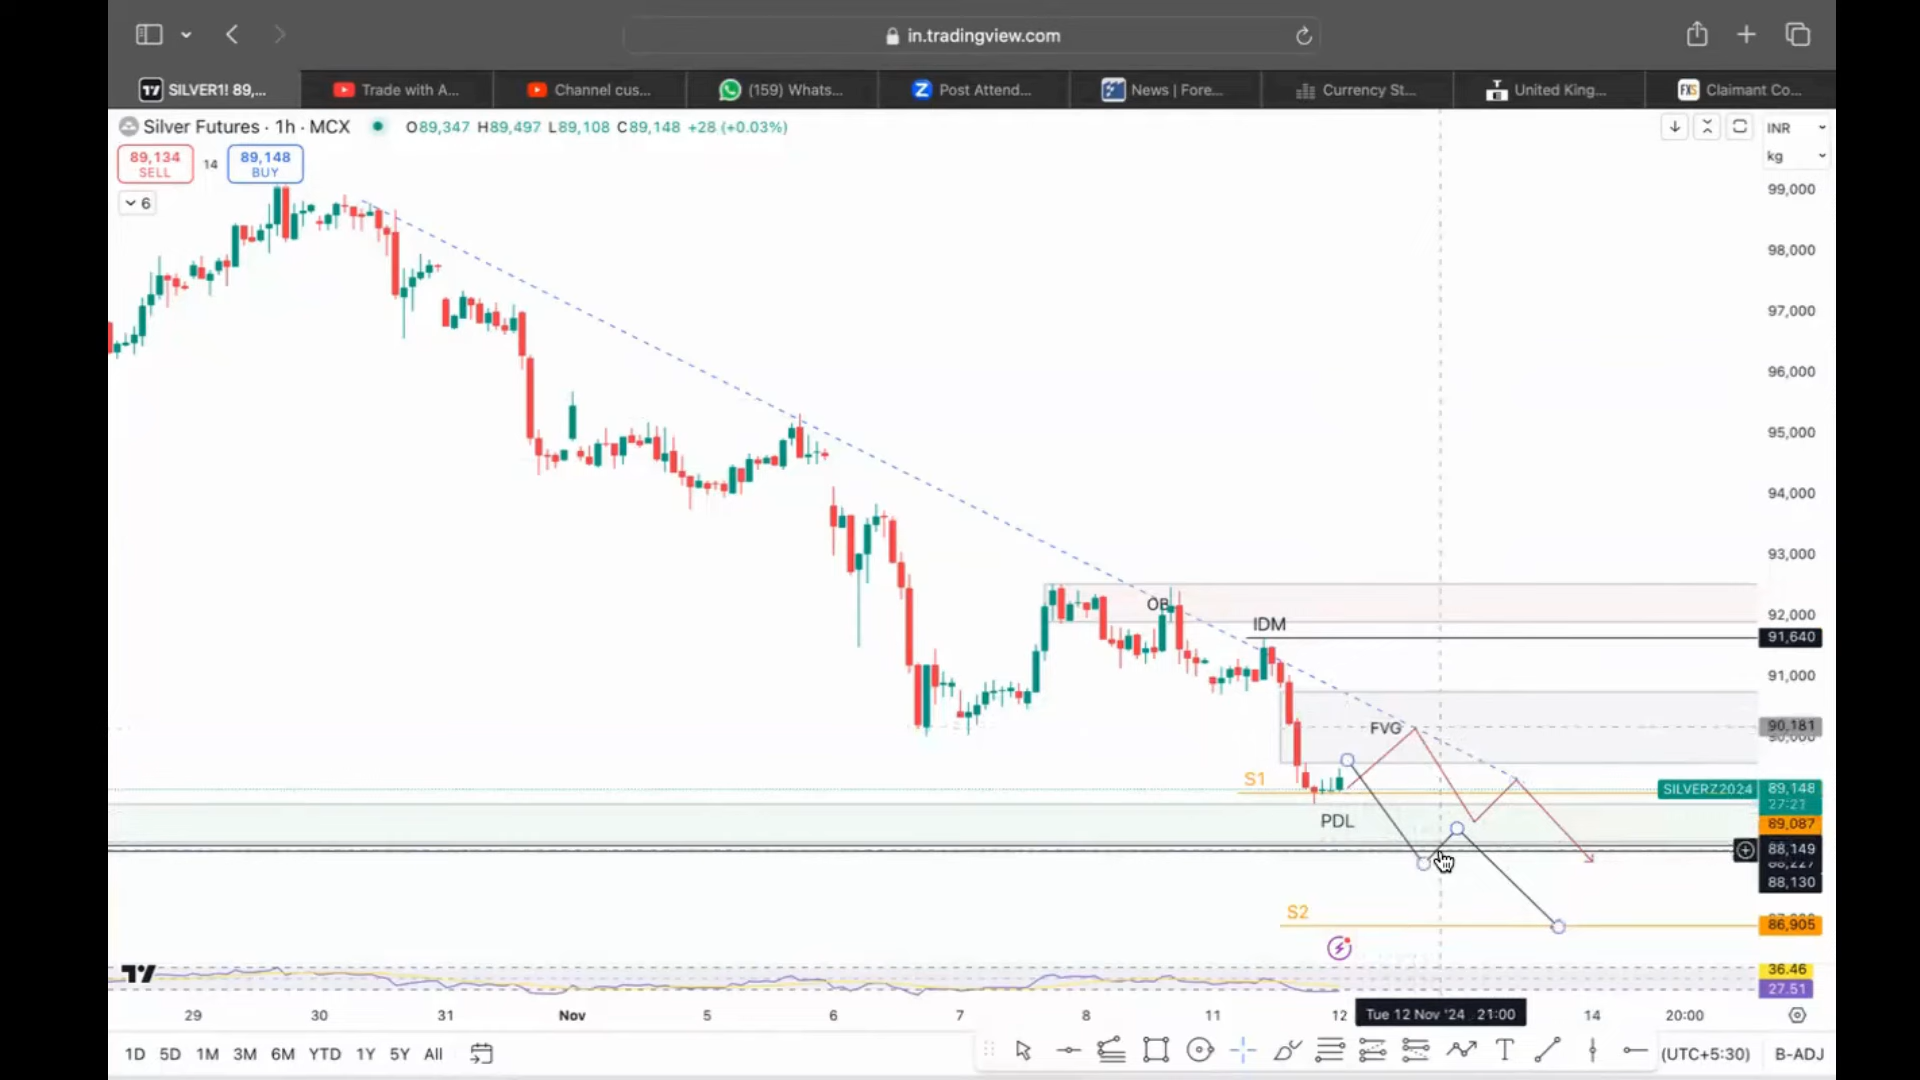 in.tradingview.com
SILVER1! 89,...
Trade with A...
Channel cus...
(159) Whats...
Post Attend...
News | Fore...
Currency St...
United King...
Claimant Co...
Silver Futures · 1h · MCX O89,347 H89,497 L89,108 C89,148 +28 (+0.03%)
INR
kg
89,134
SELL
14
89,148
BUY
6
99,000
98,000
97,000
96,000
95,000
94,000
93,000
92,000
OB
IDM
91,640
91,000
FVG
90,181
S1
SILVERZ2024 89,148
27:21
PDL
89,087
88,149
88,227
88,130
S2
86,905
36.46
27.51
29 30 31 Nov 5 6 7 8 11 12 Tue 12 Nov '24 21:00 14 20:00
1D 5D 1M 3M 6M YTD 1Y 5Y All
(UTC+5:30) B-ADJ